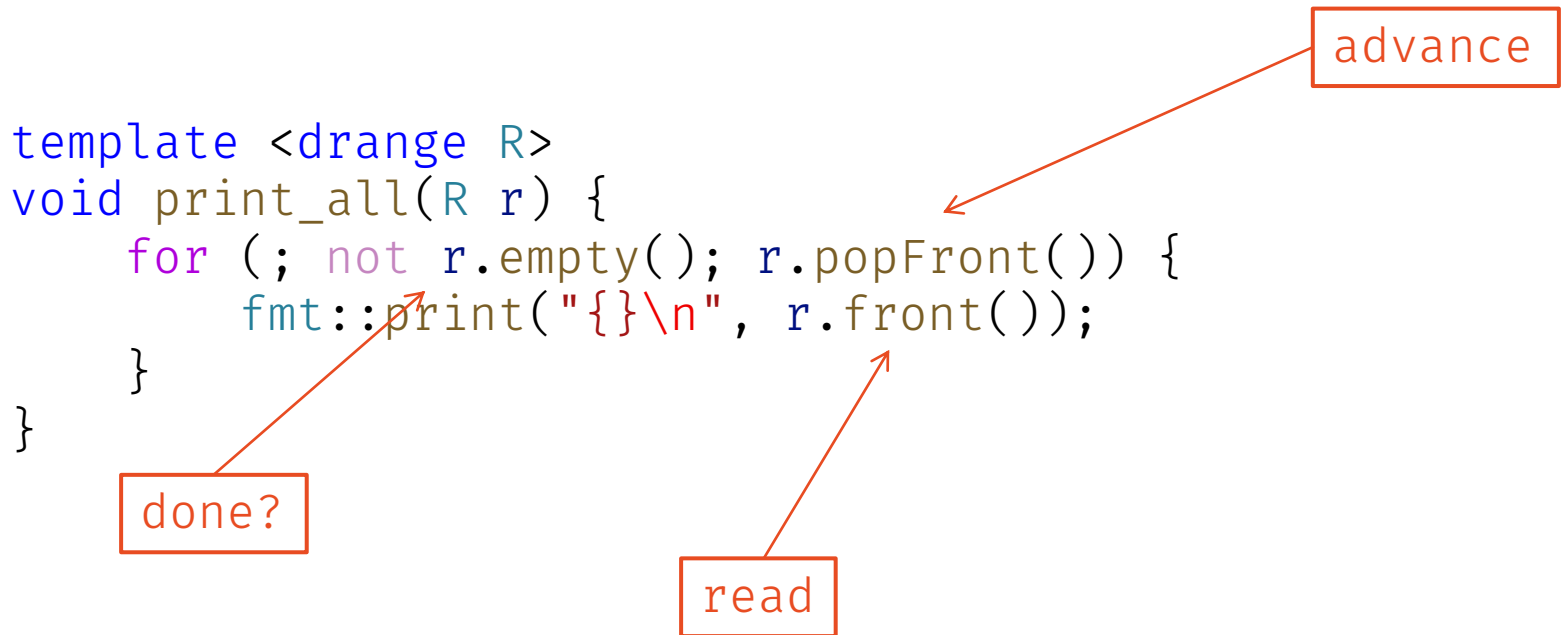 advance
template <drange R>
void print_all(R r) {
    for (; not r.empty(); r.popFront()) {
        fmt::print("{}\n", r.front());
    }
}
done?
read